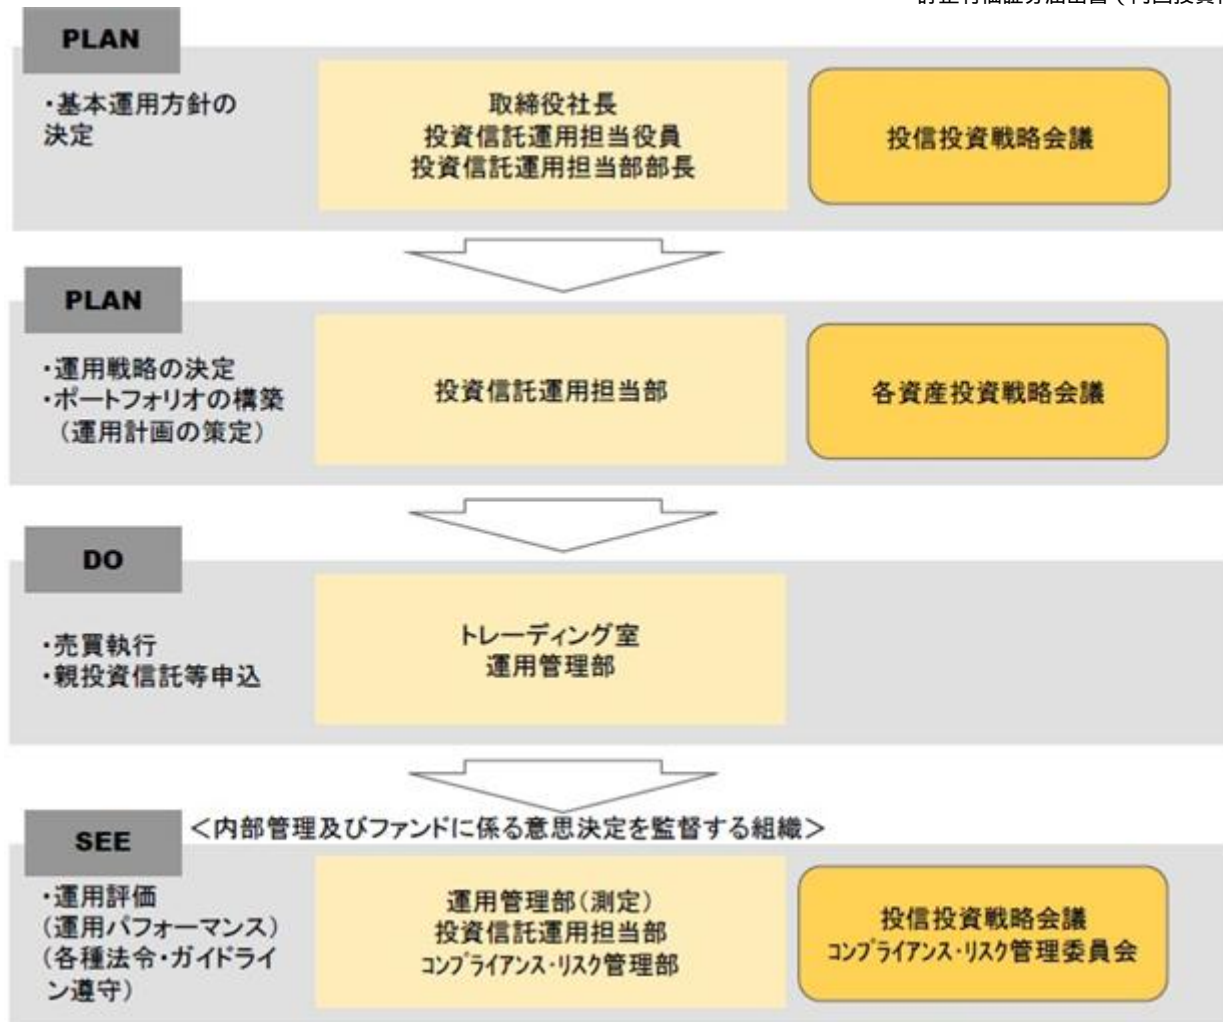 PLAN
・基本運用方針の
決定
取締役社長
投資信託運用担当役員
投資信託運用担当部部長
投信投資戦略会議
PLAN
・運用戦略の決定
・ポートフォリオの構築
（運用計画の策定）
投資信託運用担当部
各資産投資戦略会議
DO
・売買執行
・親投資信託等申込
トレーディング室
運用管理部
SEE
＜内部管理及びファンドに係る意思決定を監督する組織＞
・運用評価
（運用パフォーマンス）
（各種法令・ガイドライ
ン遵守）
運用管理部（測定）
投資信託運用担当部
コンプライアンス・リスク管理部
投信投資戦略会議
コンプライアンス・リスク管理委員会